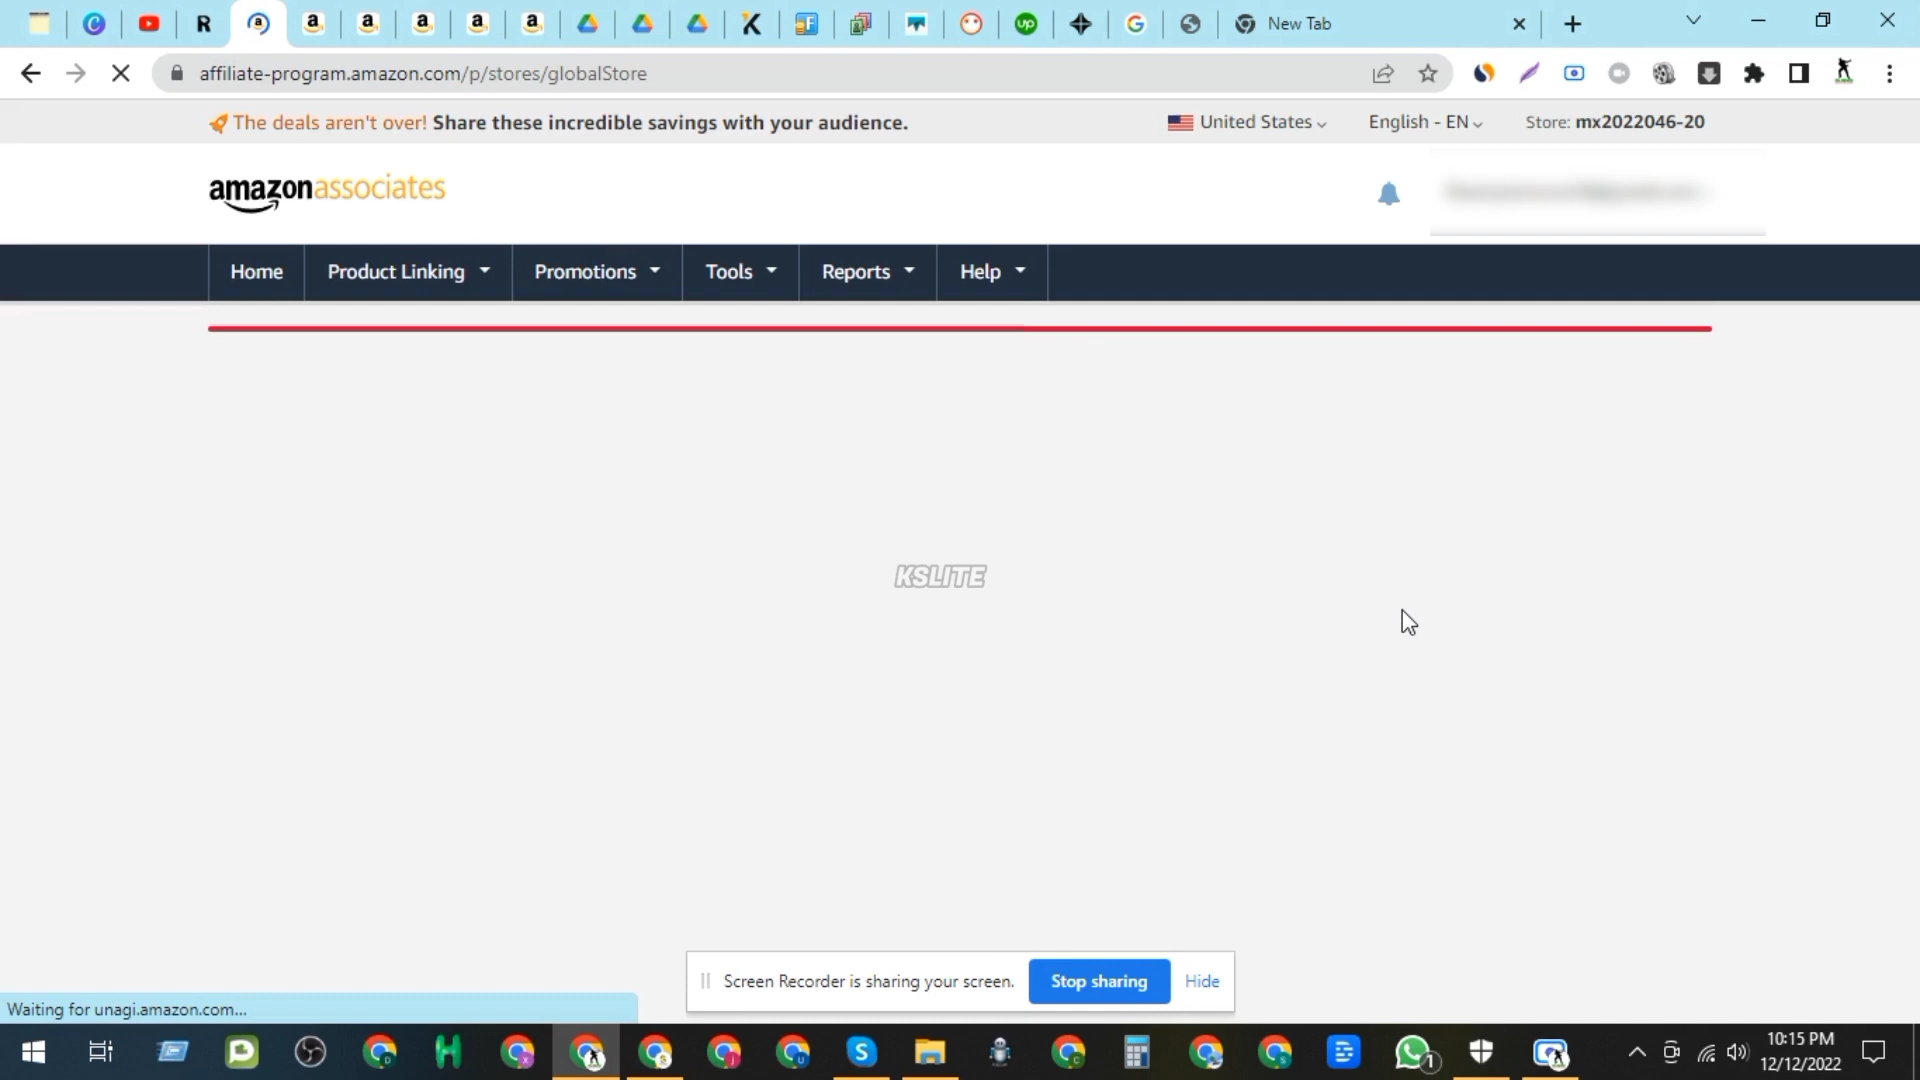 New Tab
affiliate-program.amazon.com/p/stores/globalStore
The deals aren't over! Share these incredible savings with your audience.
United States
English - EN
Store: mx2022046-20
amazonassociates
Home
Product Linking
Promotions
Tools
Reports
Help
KSLITE
Screen Recorder is sharing your screen.
Stop sharing
Hide
Waiting for unagi.amazon.com...
10:15 PM
12/12/2022